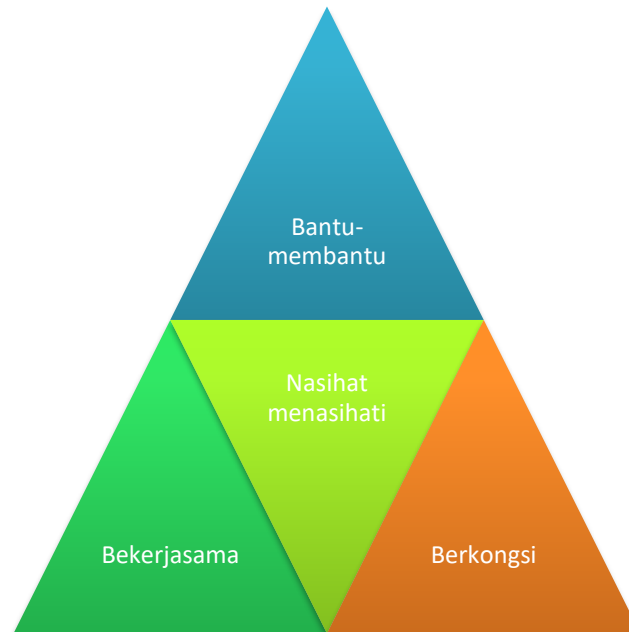 Bantu-
membantu
Nasihat
menasihati
Bekerjasama
Berkongsi